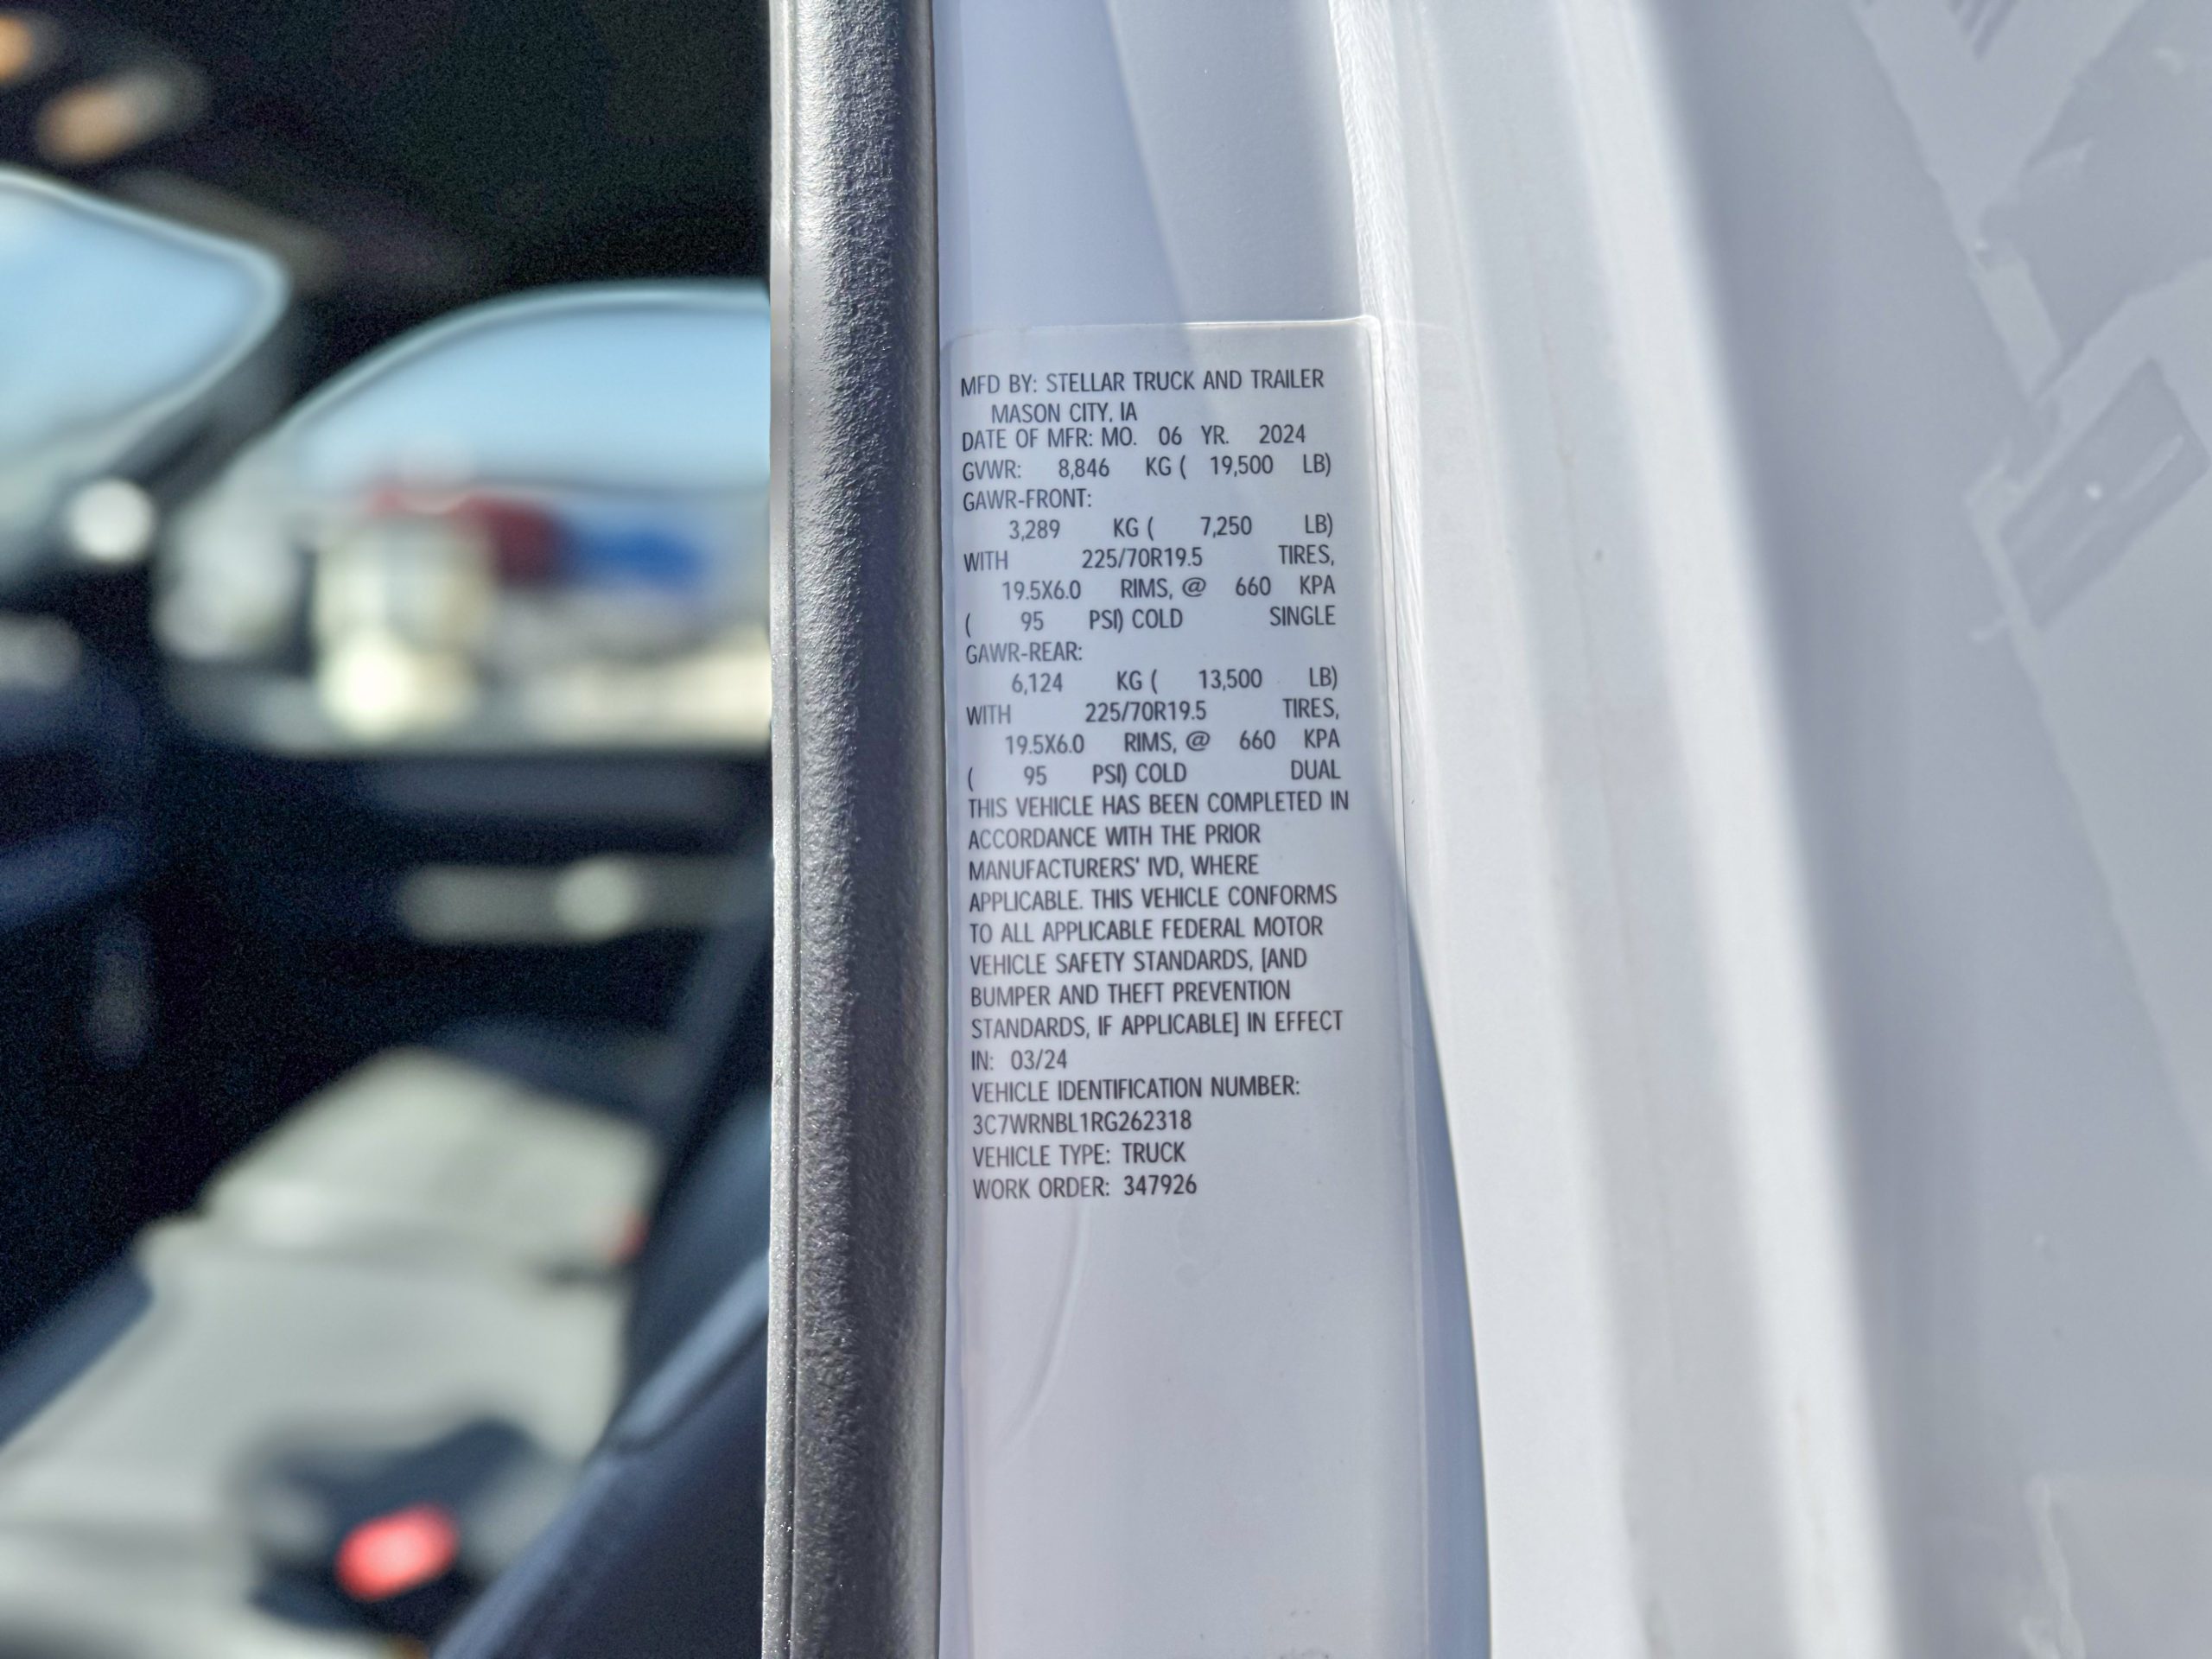 MFD BY: STELLAR TRUCK AND TRAILER
MASON CITY, IA
DATE OF MFR: MO. 06 YR. 2024
GVWR: 8,846 KG ( 19,500 LB)
GAWR-FRONT:
3,289 KG ( 7,250 LB)
WITH 225/70R19.5 TIRES,
19.5X6.0 RIMS, @ 660 KPA
( 95 PSI) COLD SINGLE
GAWR-REAR:
6,124 KG ( 13,500 LB)
WITH 225/70R19.5 TIRES,
19.5X6.0 RIMS, @ 660 KPA
( 95 PSI) COLD DUAL
THIS VEHICLE HAS BEEN COMPLETED IN
ACCORDANCE WITH THE PRIOR
MANUFACTURERS' IVD, WHERE
APPLICABLE. THIS VEHICLE CONFORMS
TO ALL APPLICABLE FEDERAL MOTOR
VEHICLE SAFETY STANDARDS, [AND
BUMPER AND THEFT PREVENTION
STANDARDS, IF APPLICABLE] IN EFFECT
IN: 03/24
VEHICLE IDENTIFICATION NUMBER:
3C7WRNBL1RG262318
VEHICLE TYPE: TRUCK
WORK ORDER: 347926